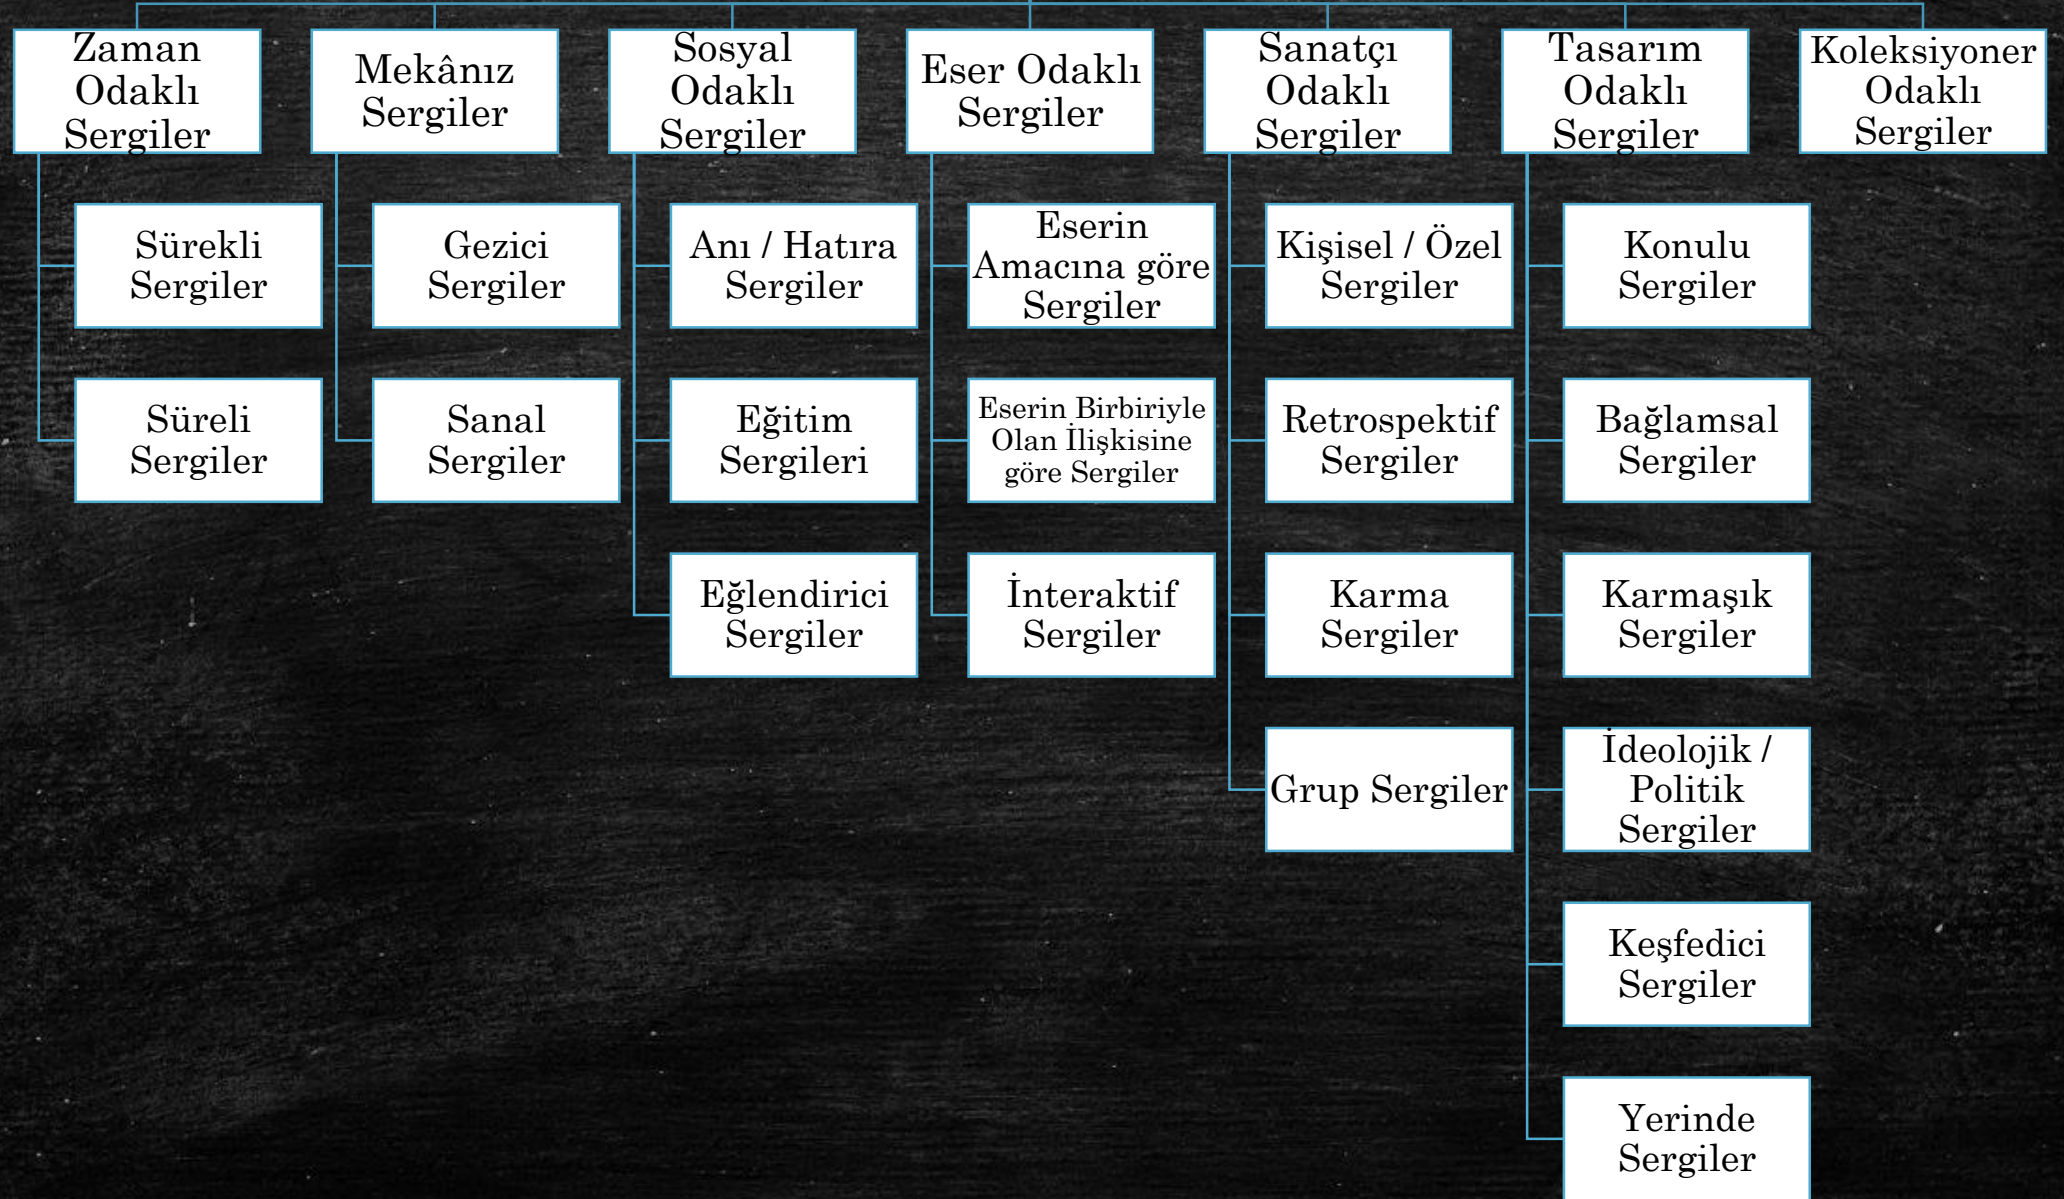 Zaman
Odaklı
Sergiler
Mekânız
Sergiler
Sosyal
Odaklı
Sergiler
Eser Odaklı
Sergiler
Sanatçı
Odaklı
Sergiler
Tasarım
Odaklı
Sergiler
Koleksiyoner
Odaklı
Sergiler
Sürekli
Sergiler
Süreli
Sergiler
Gezici
Sergiler
Sanal
Sergiler
Anı / Hatıra
Sergiler
Eğitim
Sergileri
Eğlendirici
Sergiler
Eserin
Amacına göre
Sergiler
Eserin Birbiriyle
Olan İlişkisine
göre Sergiler
İnteraktif
Sergiler
Kişisel / Özel
Sergiler
Retrospektif
Sergiler
Karma
Sergiler
Grup Sergiler
Konulu
Sergiler
Bağlamsal
Sergiler
Karmaşık
Sergiler
İdeolojik /
Politik
Sergiler
Keşfedici
Sergiler
Yerinde
Sergiler